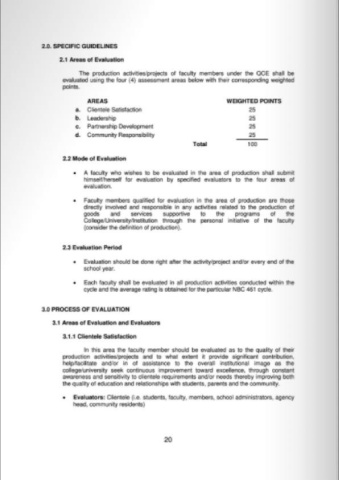 2.0. SPECIFIC GUIDELINES
2.1 Areas of Evaluation
The production activities/projects of faculty members under the QCE shall be
evaluated using the four (4) assessment areas below with their corresponding weighted
points.
AREAS WEIGHTED POINTS
a. Clientele Satisfaction 25
b. Leadership 25
c. Partnership Development 25
d. Community Responsibility 25
Total 100
2.2 Mode of Evaluation
• A faculty who wishes to be evaluated in the area of production shall submit
himself/herself for evaluation by specified evaluators to the four areas of
evaluation.
• Faculty members qualified for evaluation in the area of production are those
directly involved and responsible in any activities related to the production of
goods and services supportive to the programs of the
College/University/Institution through the personal initiative of the faculty
(consider the definition of production).
2.3 Evaluation Period
• Evaluation should be done right after the activity/project and/or every end of the
school year.
• Each faculty shall be evaluated in all production activities conducted within the
cycle and the average rating is obtained for the particular NBC 461 cycle.
3.0 PROCESS OF EVALUATION
3.1 Areas of Evaluation and Evaluators
3.1.1 Clientele Satisfaction
In this area the faculty member should be evaluated as to the quality of their
production activities/projects and to what extent it provide significant contribution,
help/facilitate and/or in of assistance to the overall institutional image as the
college/university seek continuous improvement toward excellence, through constant
awareness and sensitivity to clientele requirements and/or needs thereby improving both
the quality of education and relationships with students, parents and the community.
• Evaluators: Clientele (i.e. students, faculty, members, school administrators, agency
head, community residents)
20